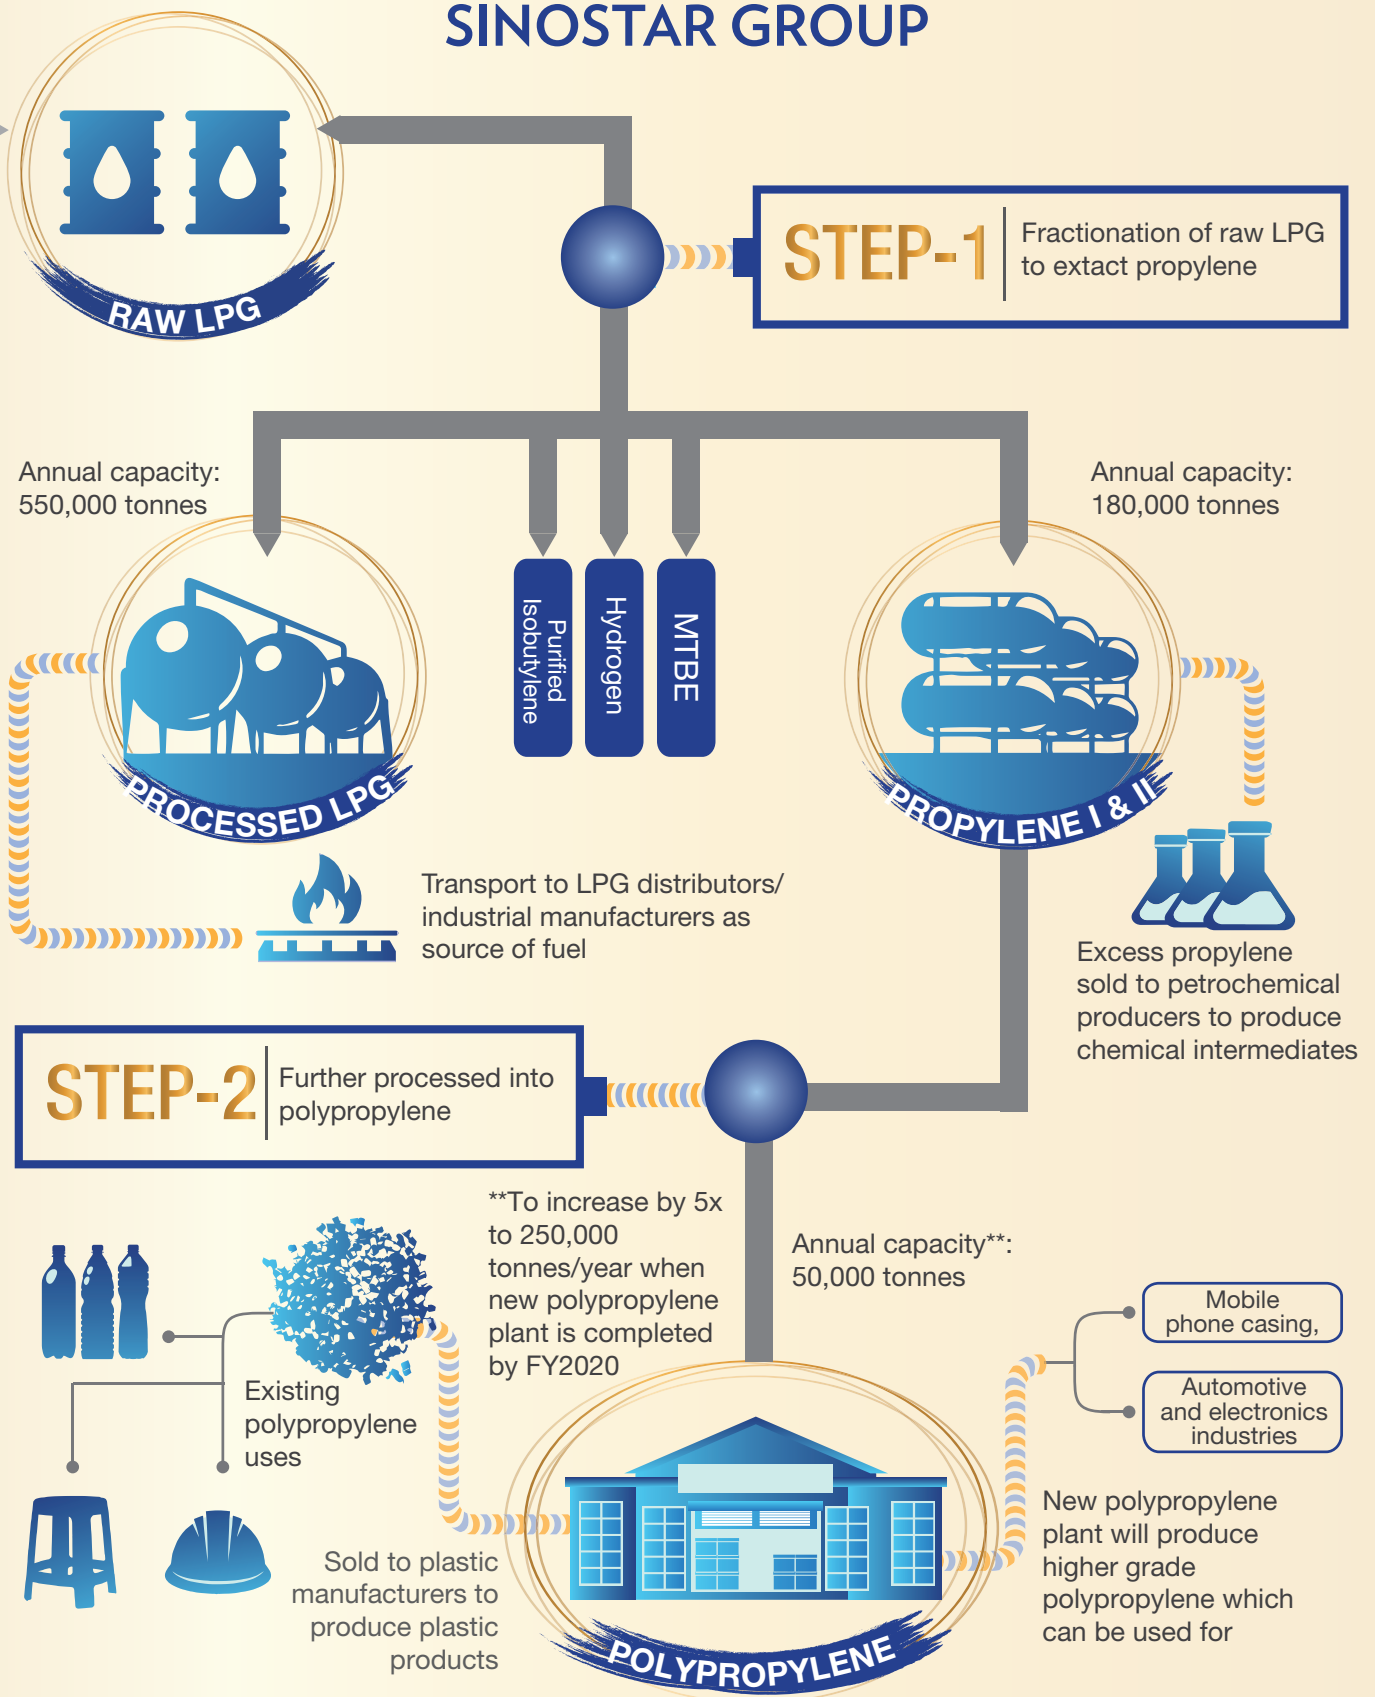 SINOSTAR GROUP
RAW LPG
STEP-1
Fractionation of raw LPG
to extact propylene
Annual capacity:
550,000 tonnes
Annual capacity:
180,000 tonnes
Purified
Isobutylene
Hydrogen
MTBE
PROCESSED LPG
PROPYLENE I & II
Transport to LPG distributors/
industrial manufacturers as
source of fuel
Excess propylene
sold to petrochemical
producers to produce
chemical intermediates
STEP-2
Further processed into
polypropylene
**To increase by 5x
to 250,000
tonnes/year when
new polypropylene
plant is completed
by FY2020
Annual capacity**:
50,000 tonnes
Mobile
phone casing,
Automotive
and electronics
industries
Existing
polypropylene
uses
New polypropylene
plant will produce
higher grade
polypropylene which
can be used for
Sold to plastic
manufacturers to
produce plastic
products
POLYPROPYLENE